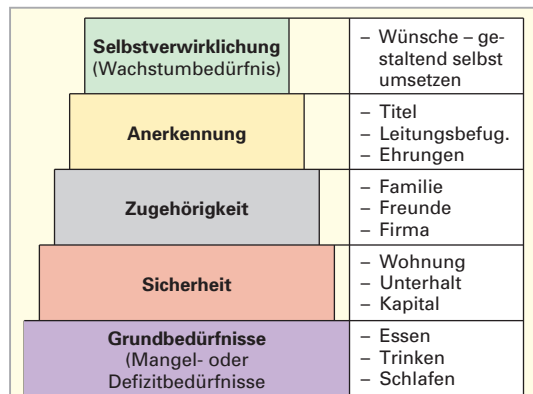 Selbstverwirklichung
(Wachstumbedürfnis)
– Wünsche – ge-
staltend selbst
umsetzen
Anerkennung
– Titel
– Leitungsbefug.
– Ehrungen
Zugehörigkeit
– Familie
– Freunde
– Firma
Sicherheit
– Wohnung
– Unterhalt
– Kapital
Grundbedürfnisse
(Mangel- oder
Defizitbedürfnisse
– Essen
– Trinken
– Schlafen